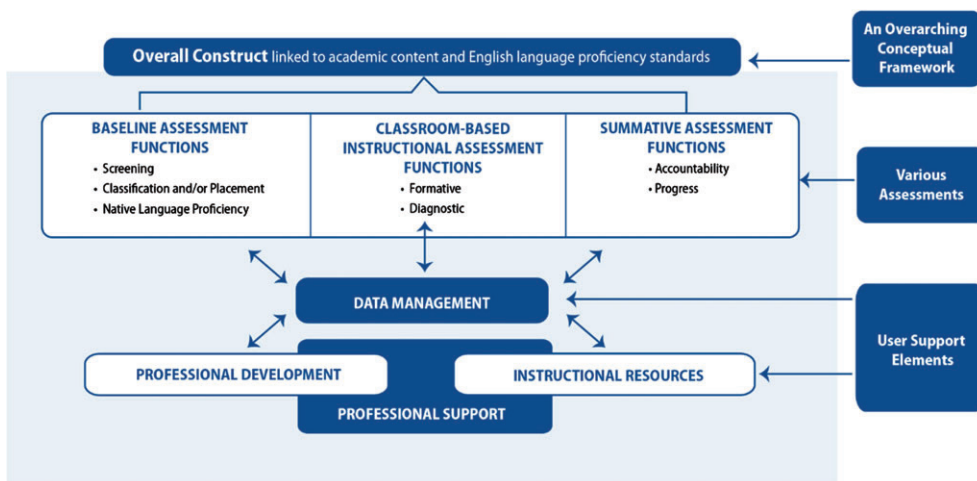 An Overarching
Conceptual
Framework
Overall Construct linked to academic content and English language proficiency standards
BASELINE ASSESSMENT
FUNCTIONS
• Screening
• Classification and/or Placement
• Native Language Proficiency
CLASSROOM-BASED
INSTRUCTIONAL ASSESSMENT
FUNCTIONS
• Formative
• Diagnostic
SUMMATIVE ASSESSMENT
FUNCTIONS
• Accountability
• Progress
Various
Assessments
DATA MANAGEMENT
User Support
Elements
PROFESSIONAL DEVELOPMENT
INSTRUCTIONAL RESOURCES
PROFESSIONAL SUPPORT